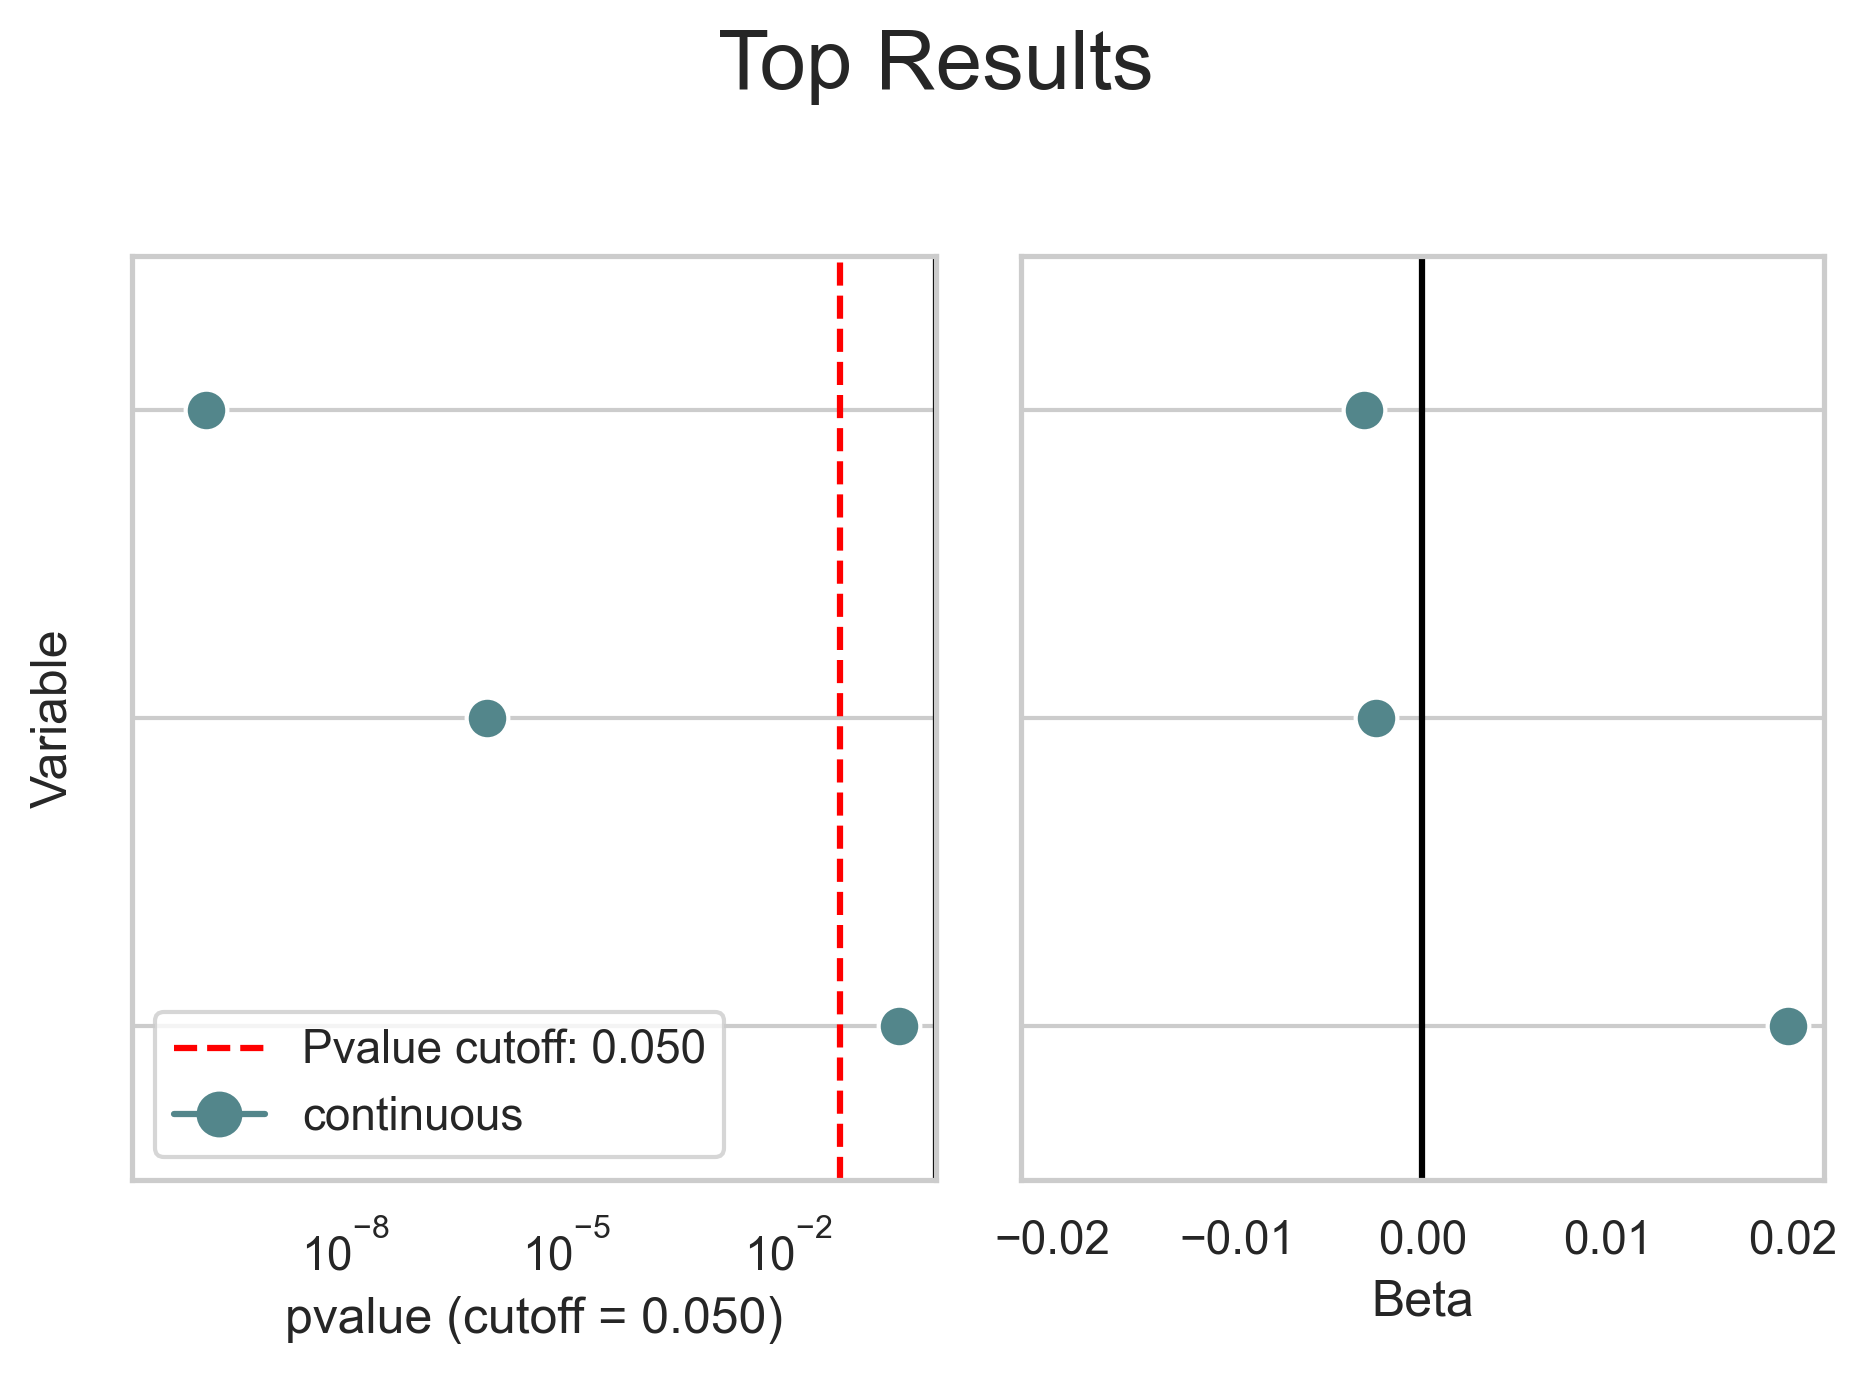 Top Results
Variable
Pvalue cutoff: 0.050
continuous
10⁻⁸ 10⁻⁵ 10⁻²
pvalue (cutoff = 0.050)
−0.02 −0.01 0.00 0.01 0.02
Beta